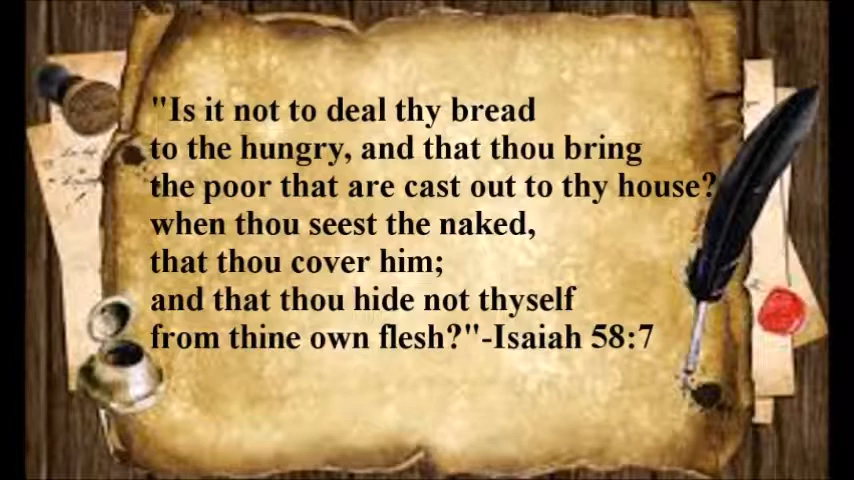 "Is it not to deal thy bread
to the hungry, and that thou bring
the poor that are cast out to thy house?
when thou seest the naked,
that thou cover him;
and that thou hide not thyself
from thine own flesh?"-Isaiah 58:7